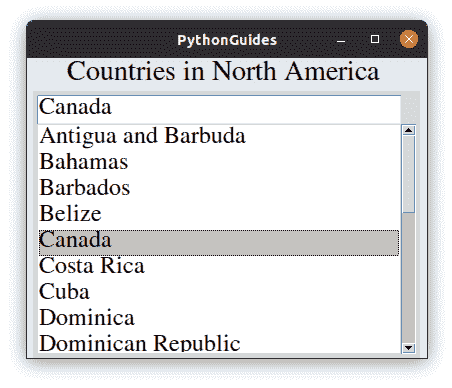 PythonGuides
Countries in North America
Canada
Antigua and Barbuda
Bahamas
Barbados
Belize
Canada
Costa Rica
Cuba
Dominica
Dominican Republic